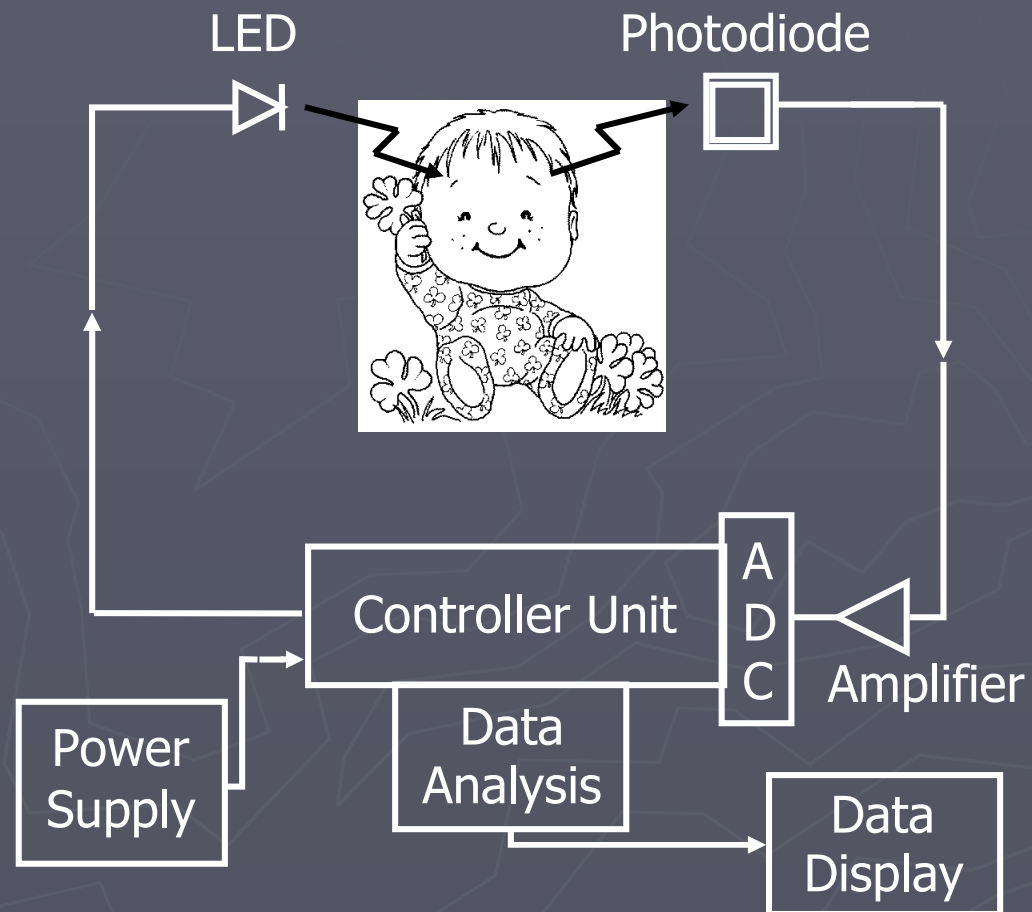 LED
Photodiode
Controller Unit
A
D
C
Amplifier
Power
Supply
Data
Analysis
Data
Display